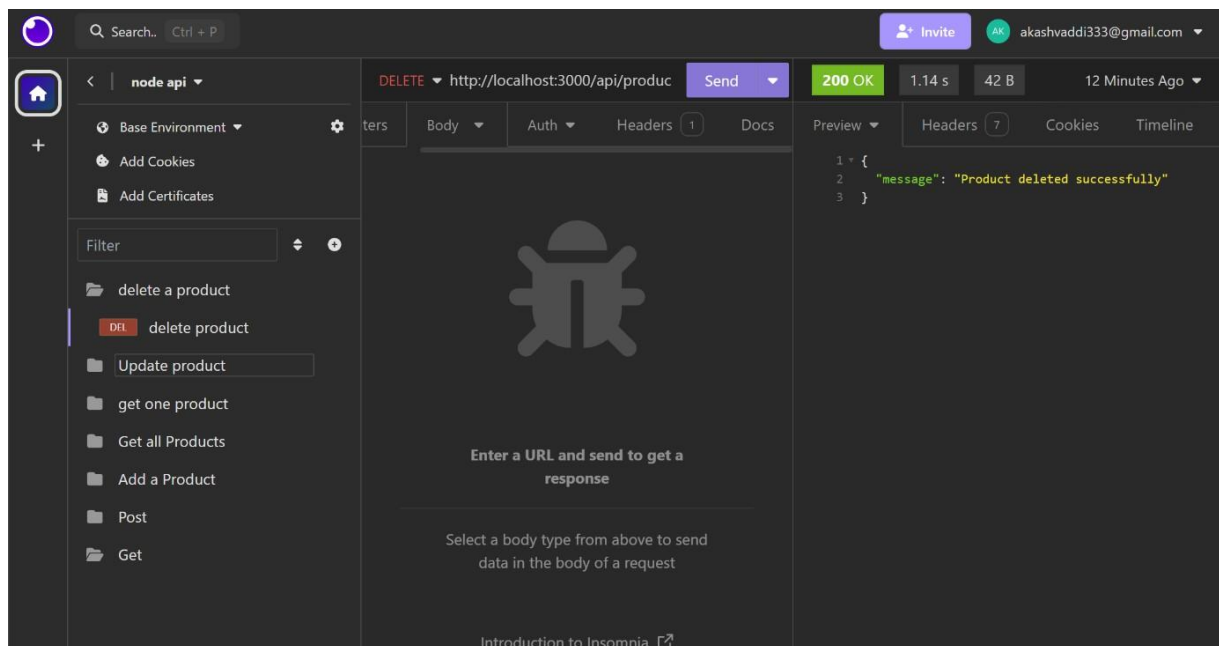 Search.. Ctrl + P
Invite
AK
akashvaddi333@gmail.com
node api
DELETE http://localhost:3000/api/produc Send
200 OK 1.14 s 42 B 12 Minutes Ago
Base Environment
Add Cookies
Add Certificates
ters Body Auth Headers 1 Docs
Preview Headers 7 Cookies Timeline
1 {
2 "message": "Product deleted successfully"
3 }
Filter
delete a product
DEL delete product
Update product
get one product
Get all Products
Add a Product
Post
Get
Enter a URL and send to get a
response
Select a body type from above to send
data in the body of a request
Introduction to Insomnia